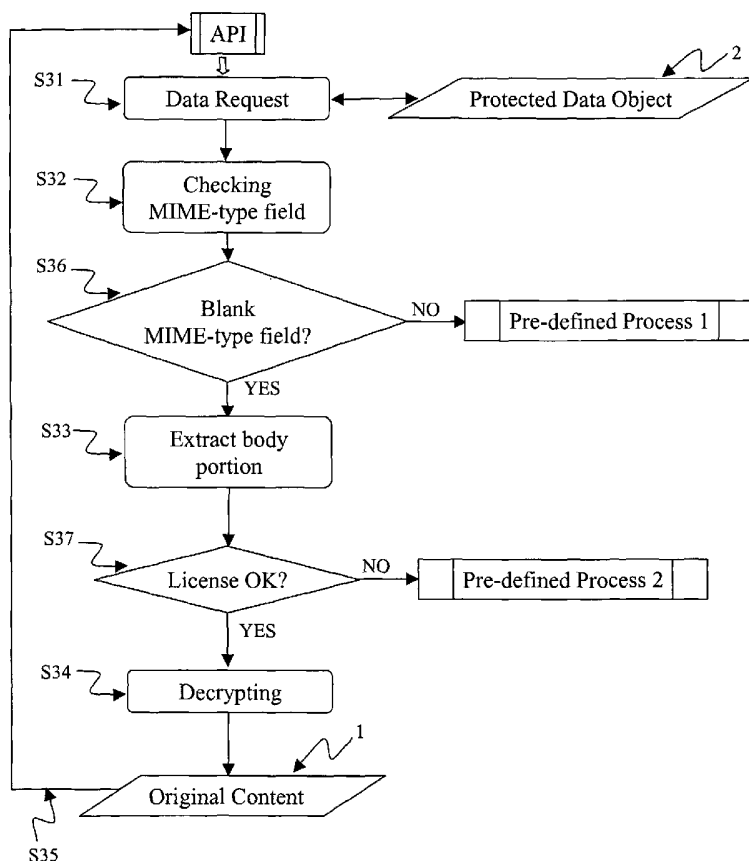 API
S31
Data Request
2
Protected Data Object
S32
Checking
MIME-type field
S36
Blank
MIME-type field?
NO
Pre-defined Process 1
YES
S33
Extract body
portion
S37
License OK?
NO
Pre-defined Process 2
YES
S34
Decrypting
1
Original Content
S35